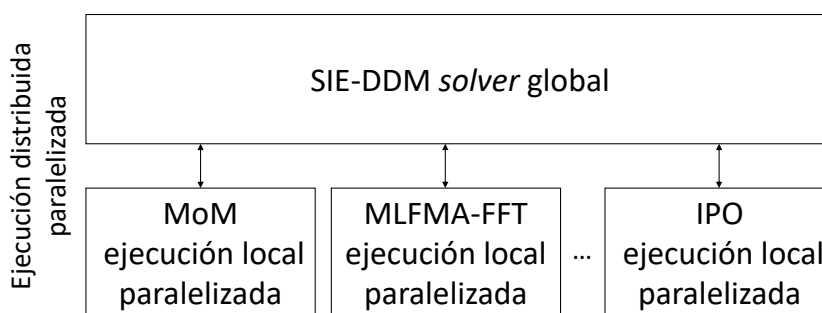 Ejecución distribuida
paralelizada
SIE-DDM solver global
MoM
ejecución local
paralelizada
MLFMA-FFT
ejecución local
paralelizada
...
IPO
ejecución local
paralelizada